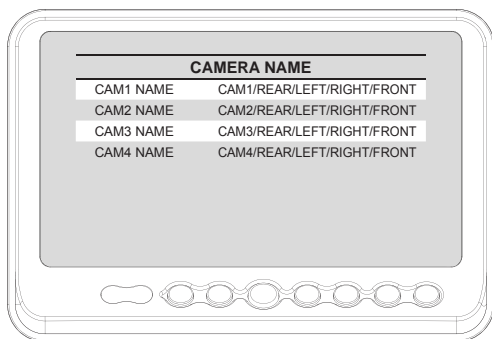 CAMERA NAME
CAM1 NAME CAM1/REAR/LEFT/RIGHT/FRONT
CAM2 NAME CAM2/REAR/LEFT/RIGHT/FRONT
CAM3 NAME CAM3/REAR/LEFT/RIGHT/FRONT
CAM4 NAME CAM4/REAR/LEFT/RIGHT/FRONT